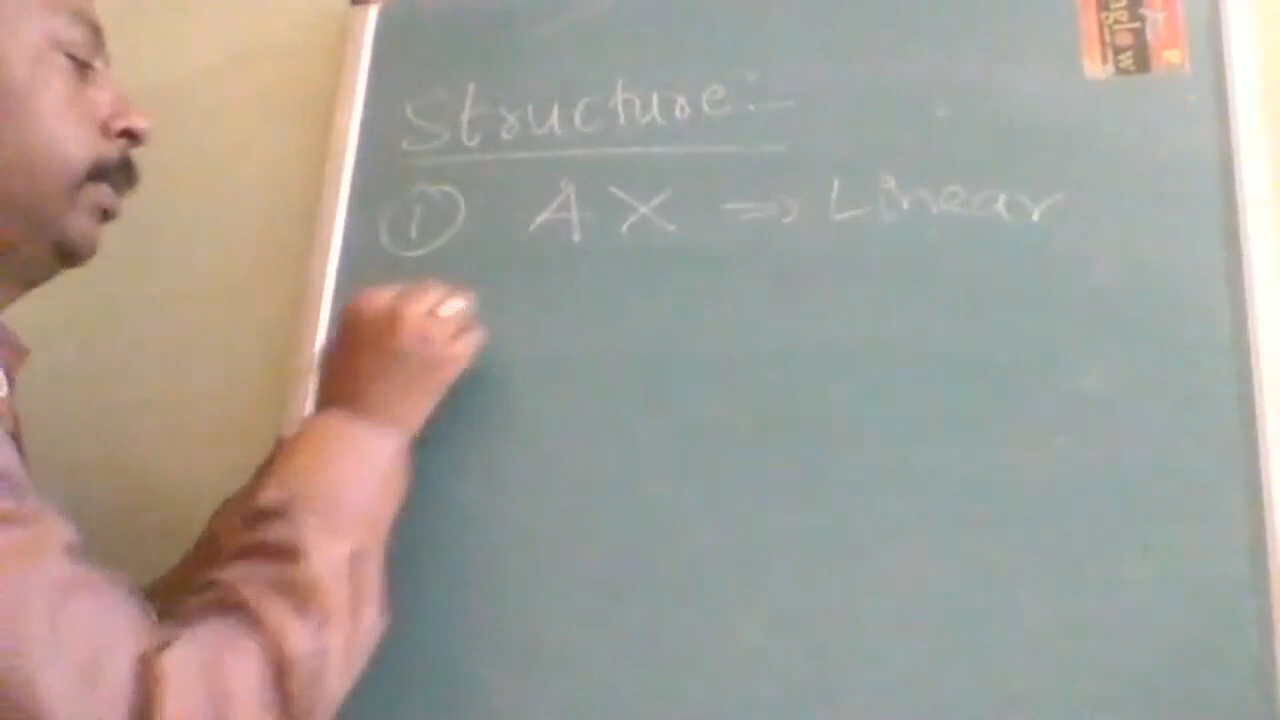 Structure:-
① AX ⇒ Linear